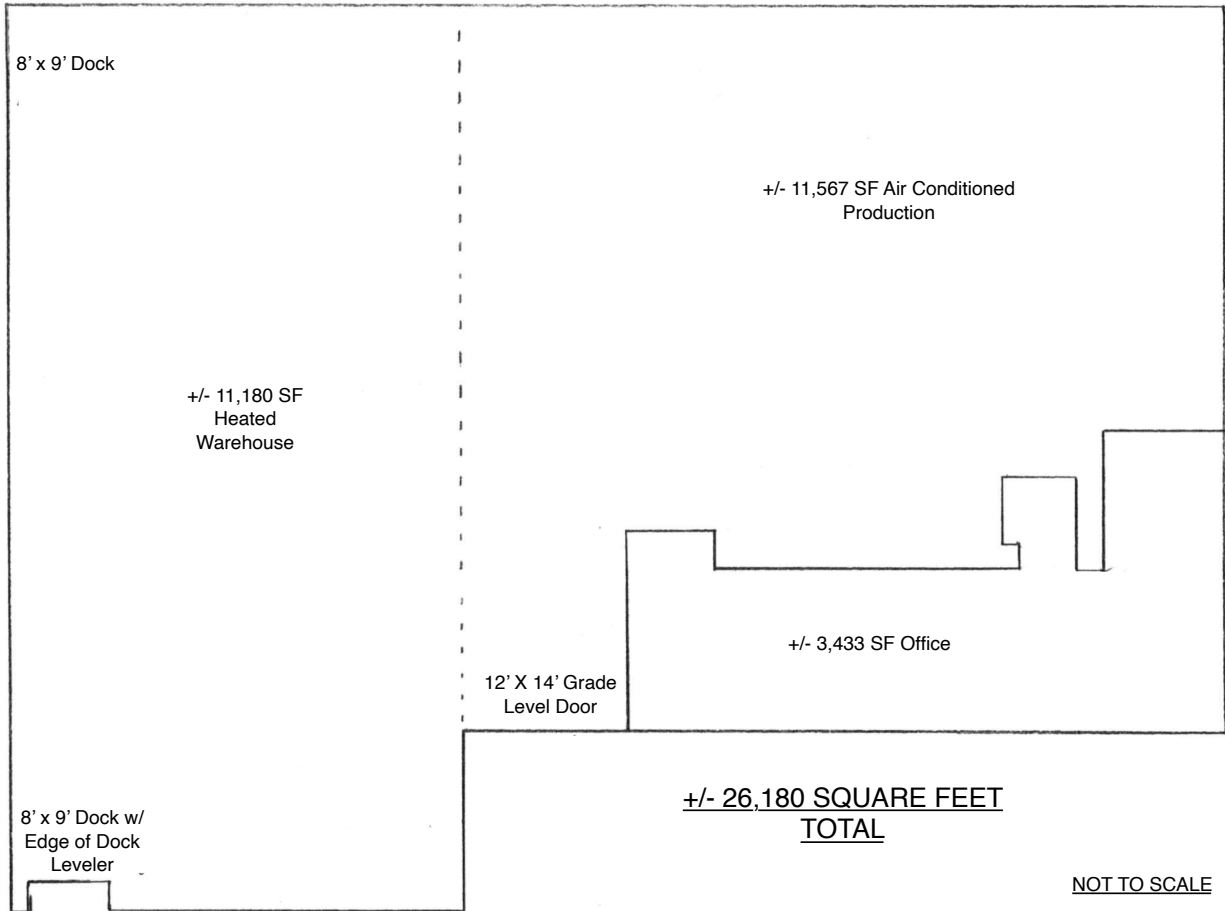 8’ x 9’ Dock
+/- 11,567 SF Air Conditioned
Production
+/- 11,180 SF
Heated
Warehouse
+/- 3,433 SF Office
12’ X 14’ Grade
Level Door
+/- 26,180 SQUARE FEET
TOTAL
8’ x 9’ Dock w/
Edge of Dock
Leveler
NOT TO SCALE